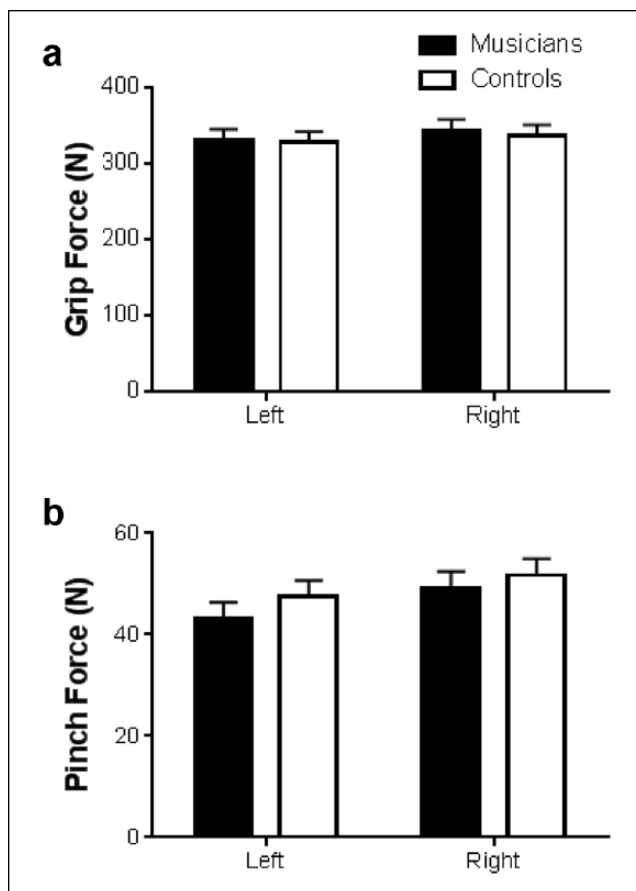 a
Musicians
Controls
Grip Force (N)
400
300
200
100
0
Left Right
b
Pinch Force (N)
60
40
20
0
Left Right